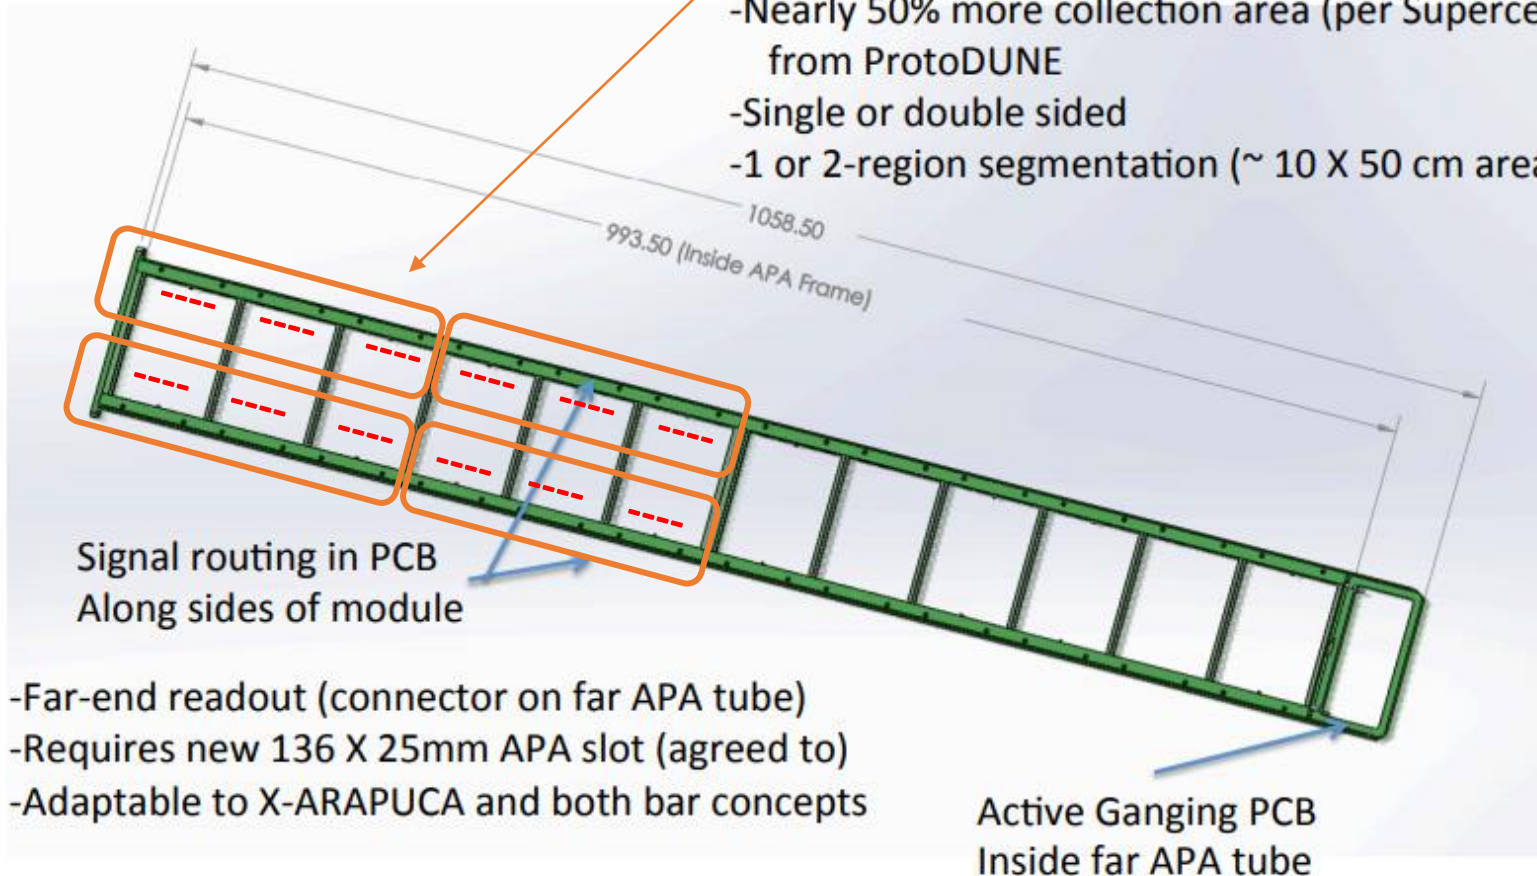 -Nearly 50% more collection area (per Superce
from ProtoDUNE
-Single or double sided
-1 or 2-region segmentation (~ 10 X 50 cm area
1058.50
993.50 (Inside APA Frame)
Signal routing in PCB
Along sides of module
-Far-end readout (connector on far APA tube)
-Requires new 136 X 25mm APA slot (agreed to)
-Adaptable to X-ARAPUCA and both bar concepts
Active Ganging PCB
Inside far APA tube